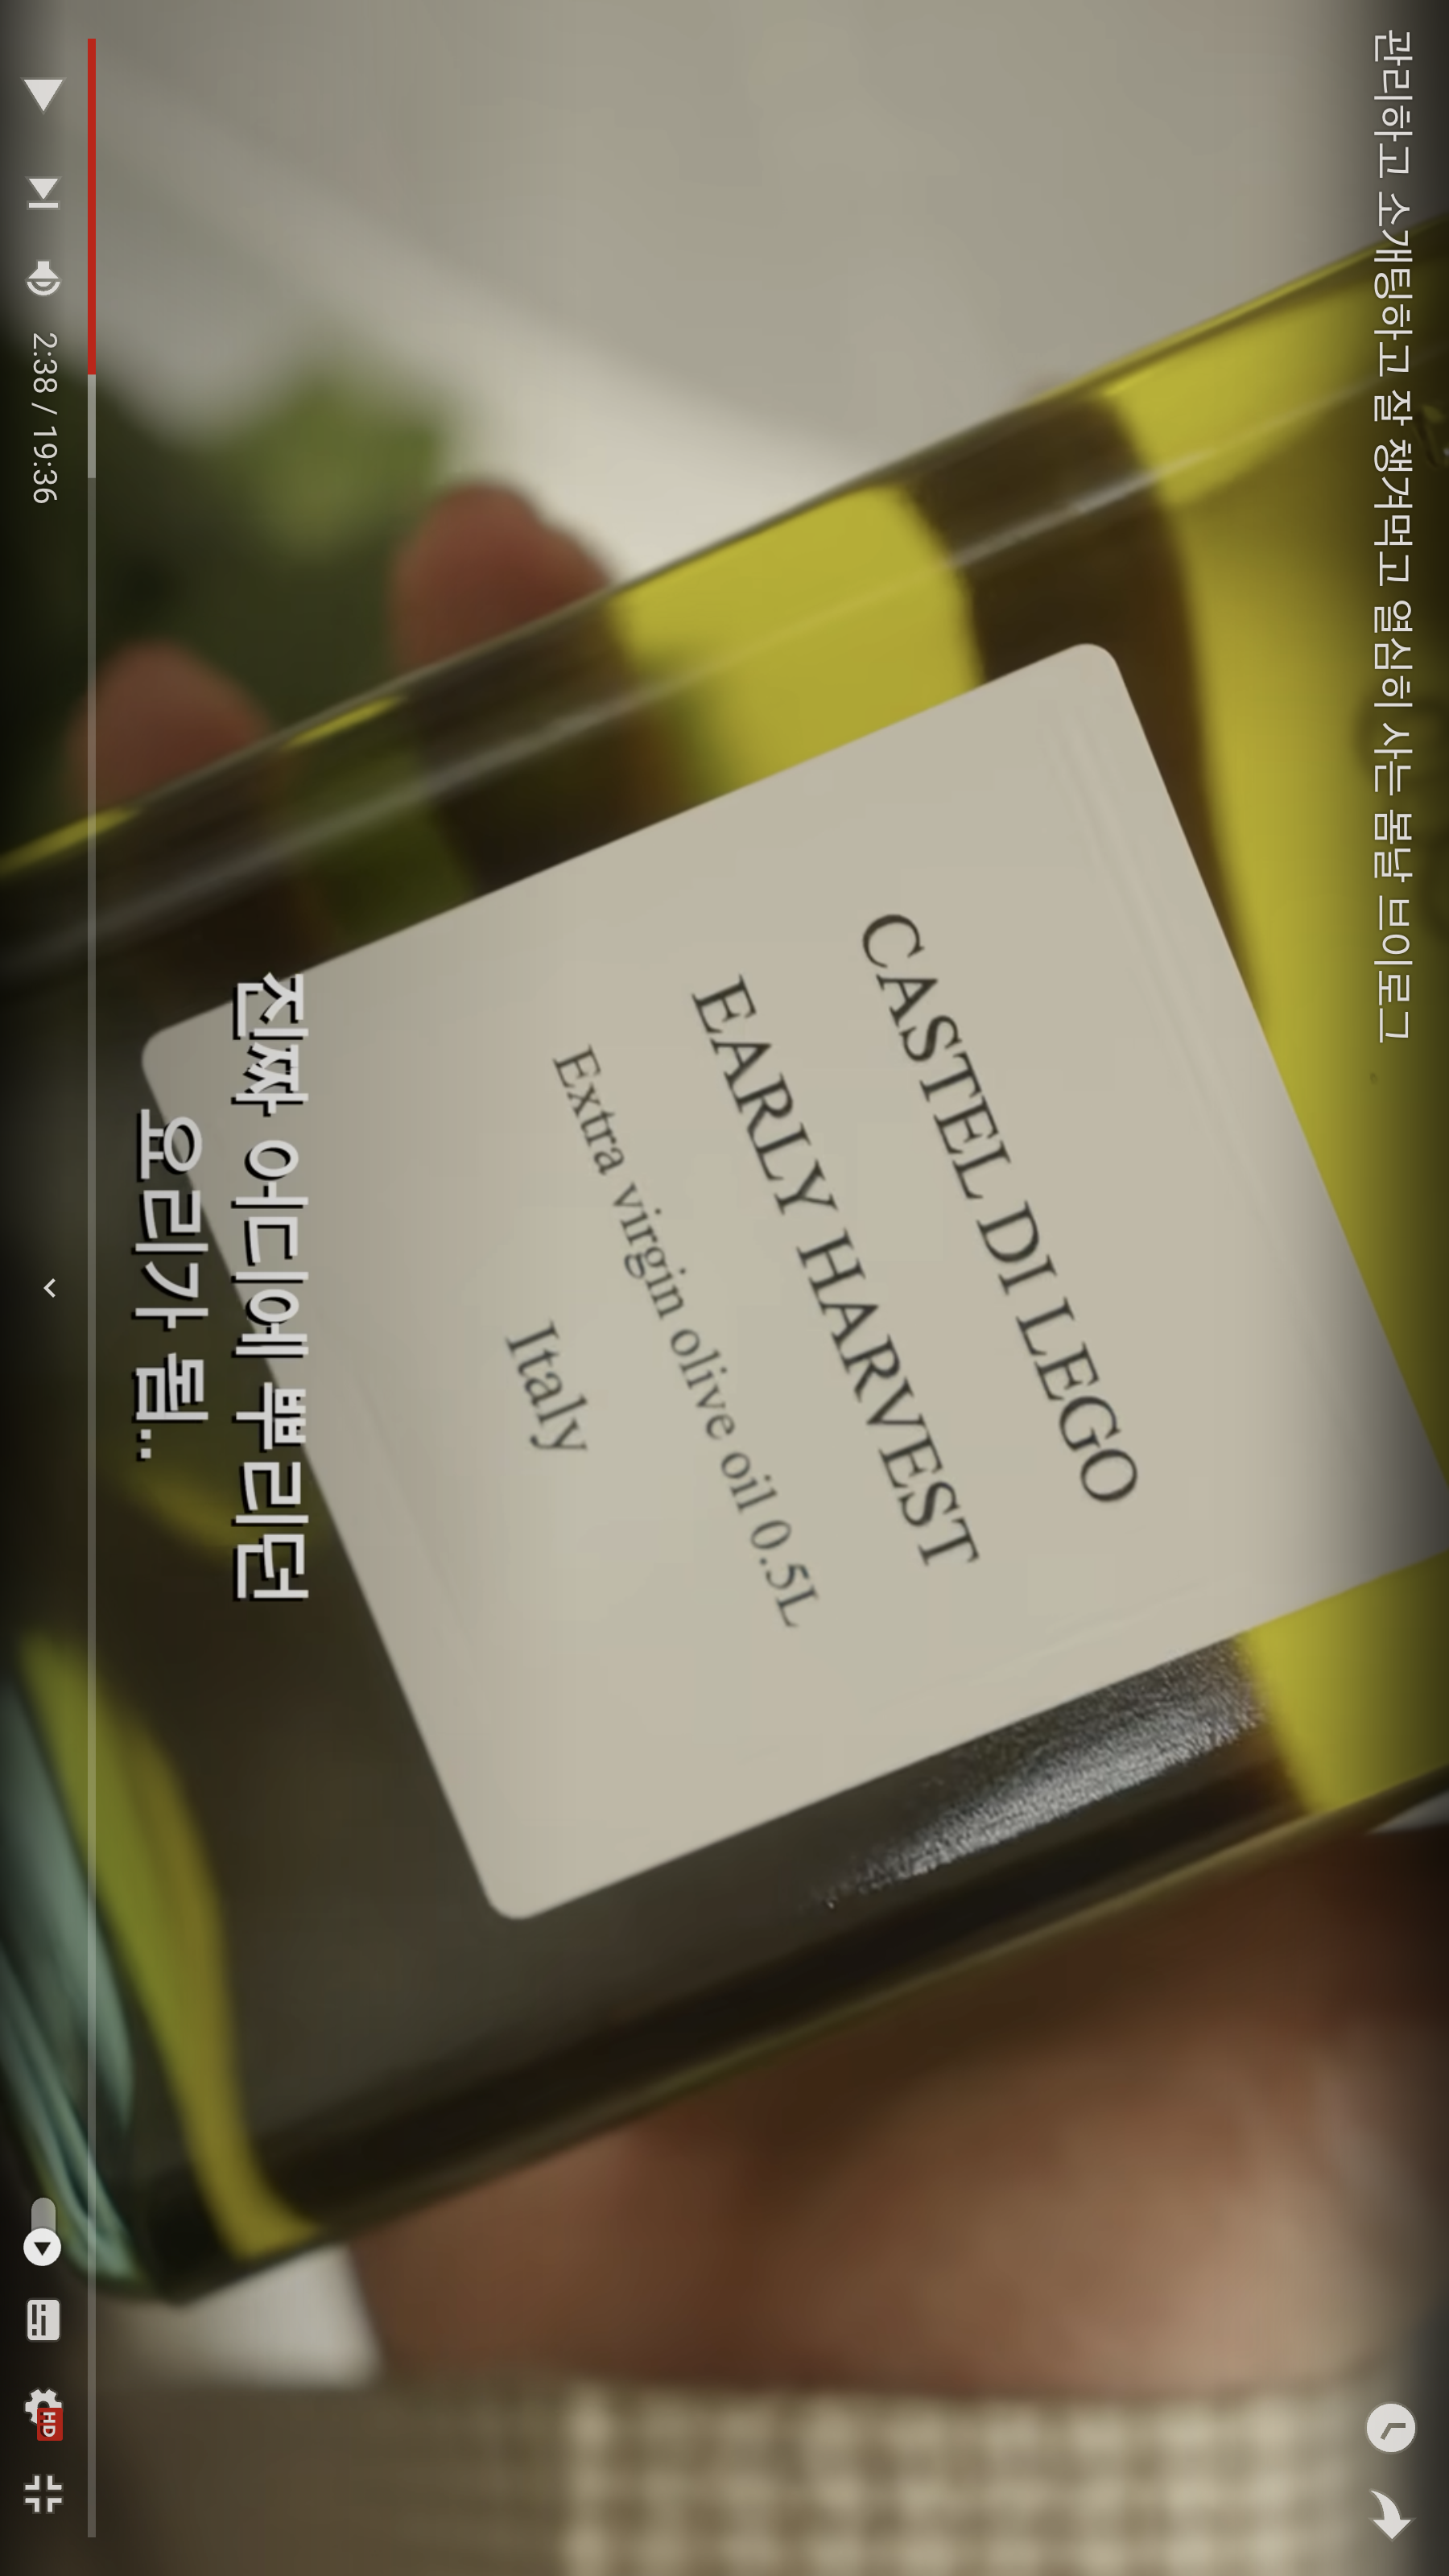 관리하고 소개팅하고 잘 챙겨먹고 열심히 사는 봄날 브이로그
CASTEL DI LEGO
EARLY HARVEST
Extra virgin olive oil 0.5L
Italy
진짜 어디에 뿌리던
요리가 됨..
2:38 / 19:36
HD